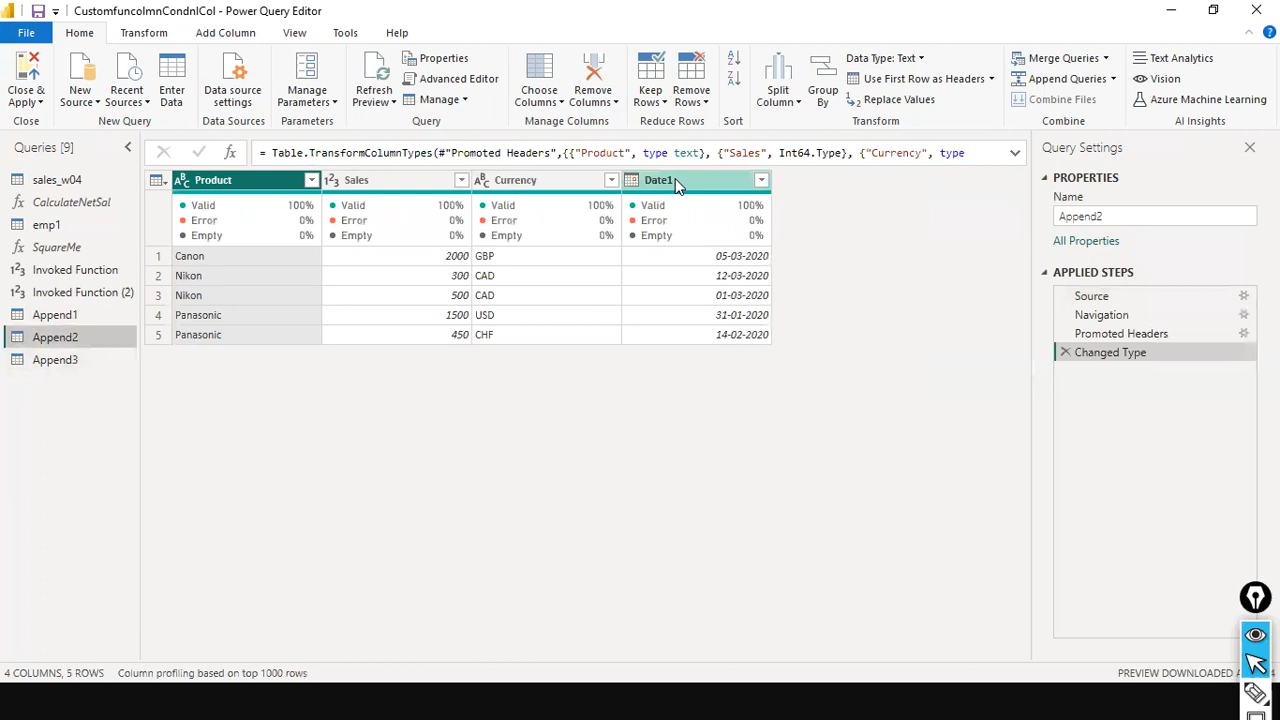 CustomfuncolmnCondnlCol - Power Query Editor
File Home Transform Add Column View Tools Help
Close & Apply
New Source
Recent Sources
Enter Data
Data source settings
Manage Parameters
Refresh Preview
Properties
Advanced Editor
Manage
Choose Columns
Remove Columns
Keep Rows
Remove Rows
Split Column
Group By
Data Type: Text
Use First Row as Headers
Replace Values
Merge Queries
Append Queries
Combine Files
Text Analytics
Vision
Azure Machine Learning
Close New Query Data Sources Parameters Query Manage Columns Reduce Rows Sort Transform Combine AI Insights
Queries [9]
sales_w04
CalculateNetSal
emp1
SquareMe
Invoked Function
Invoked Function (2)
Append1
Append2
Append3
= Table.TransformColumnTypes(#"Promoted Headers",{{"Product", type text}, {"Sales", Int64.Type}, {"Currency", type
Product Sales Currency Date1
Valid 100% Valid 100% Valid 100% Valid 100%
Error 0% Error 0% Error 0% Error 0%
Empty 0% Empty 0% Empty 0% Empty 0%
1 Canon 2000 GBP 05-03-2020
2 Nikon 300 CAD 12-03-2020
3 Nikon 500 CAD 01-03-2020
4 Panasonic 1500 USD 31-01-2020
5 Panasonic 450 CHF 14-02-2020
Query Settings
PROPERTIES
Name
Append2
All Properties
APPLIED STEPS
Source
Navigation
Promoted Headers
Changed Type
4 COLUMNS, 5 ROWS Column profiling based on top 1000 rows
PREVIEW DOWNLOADED